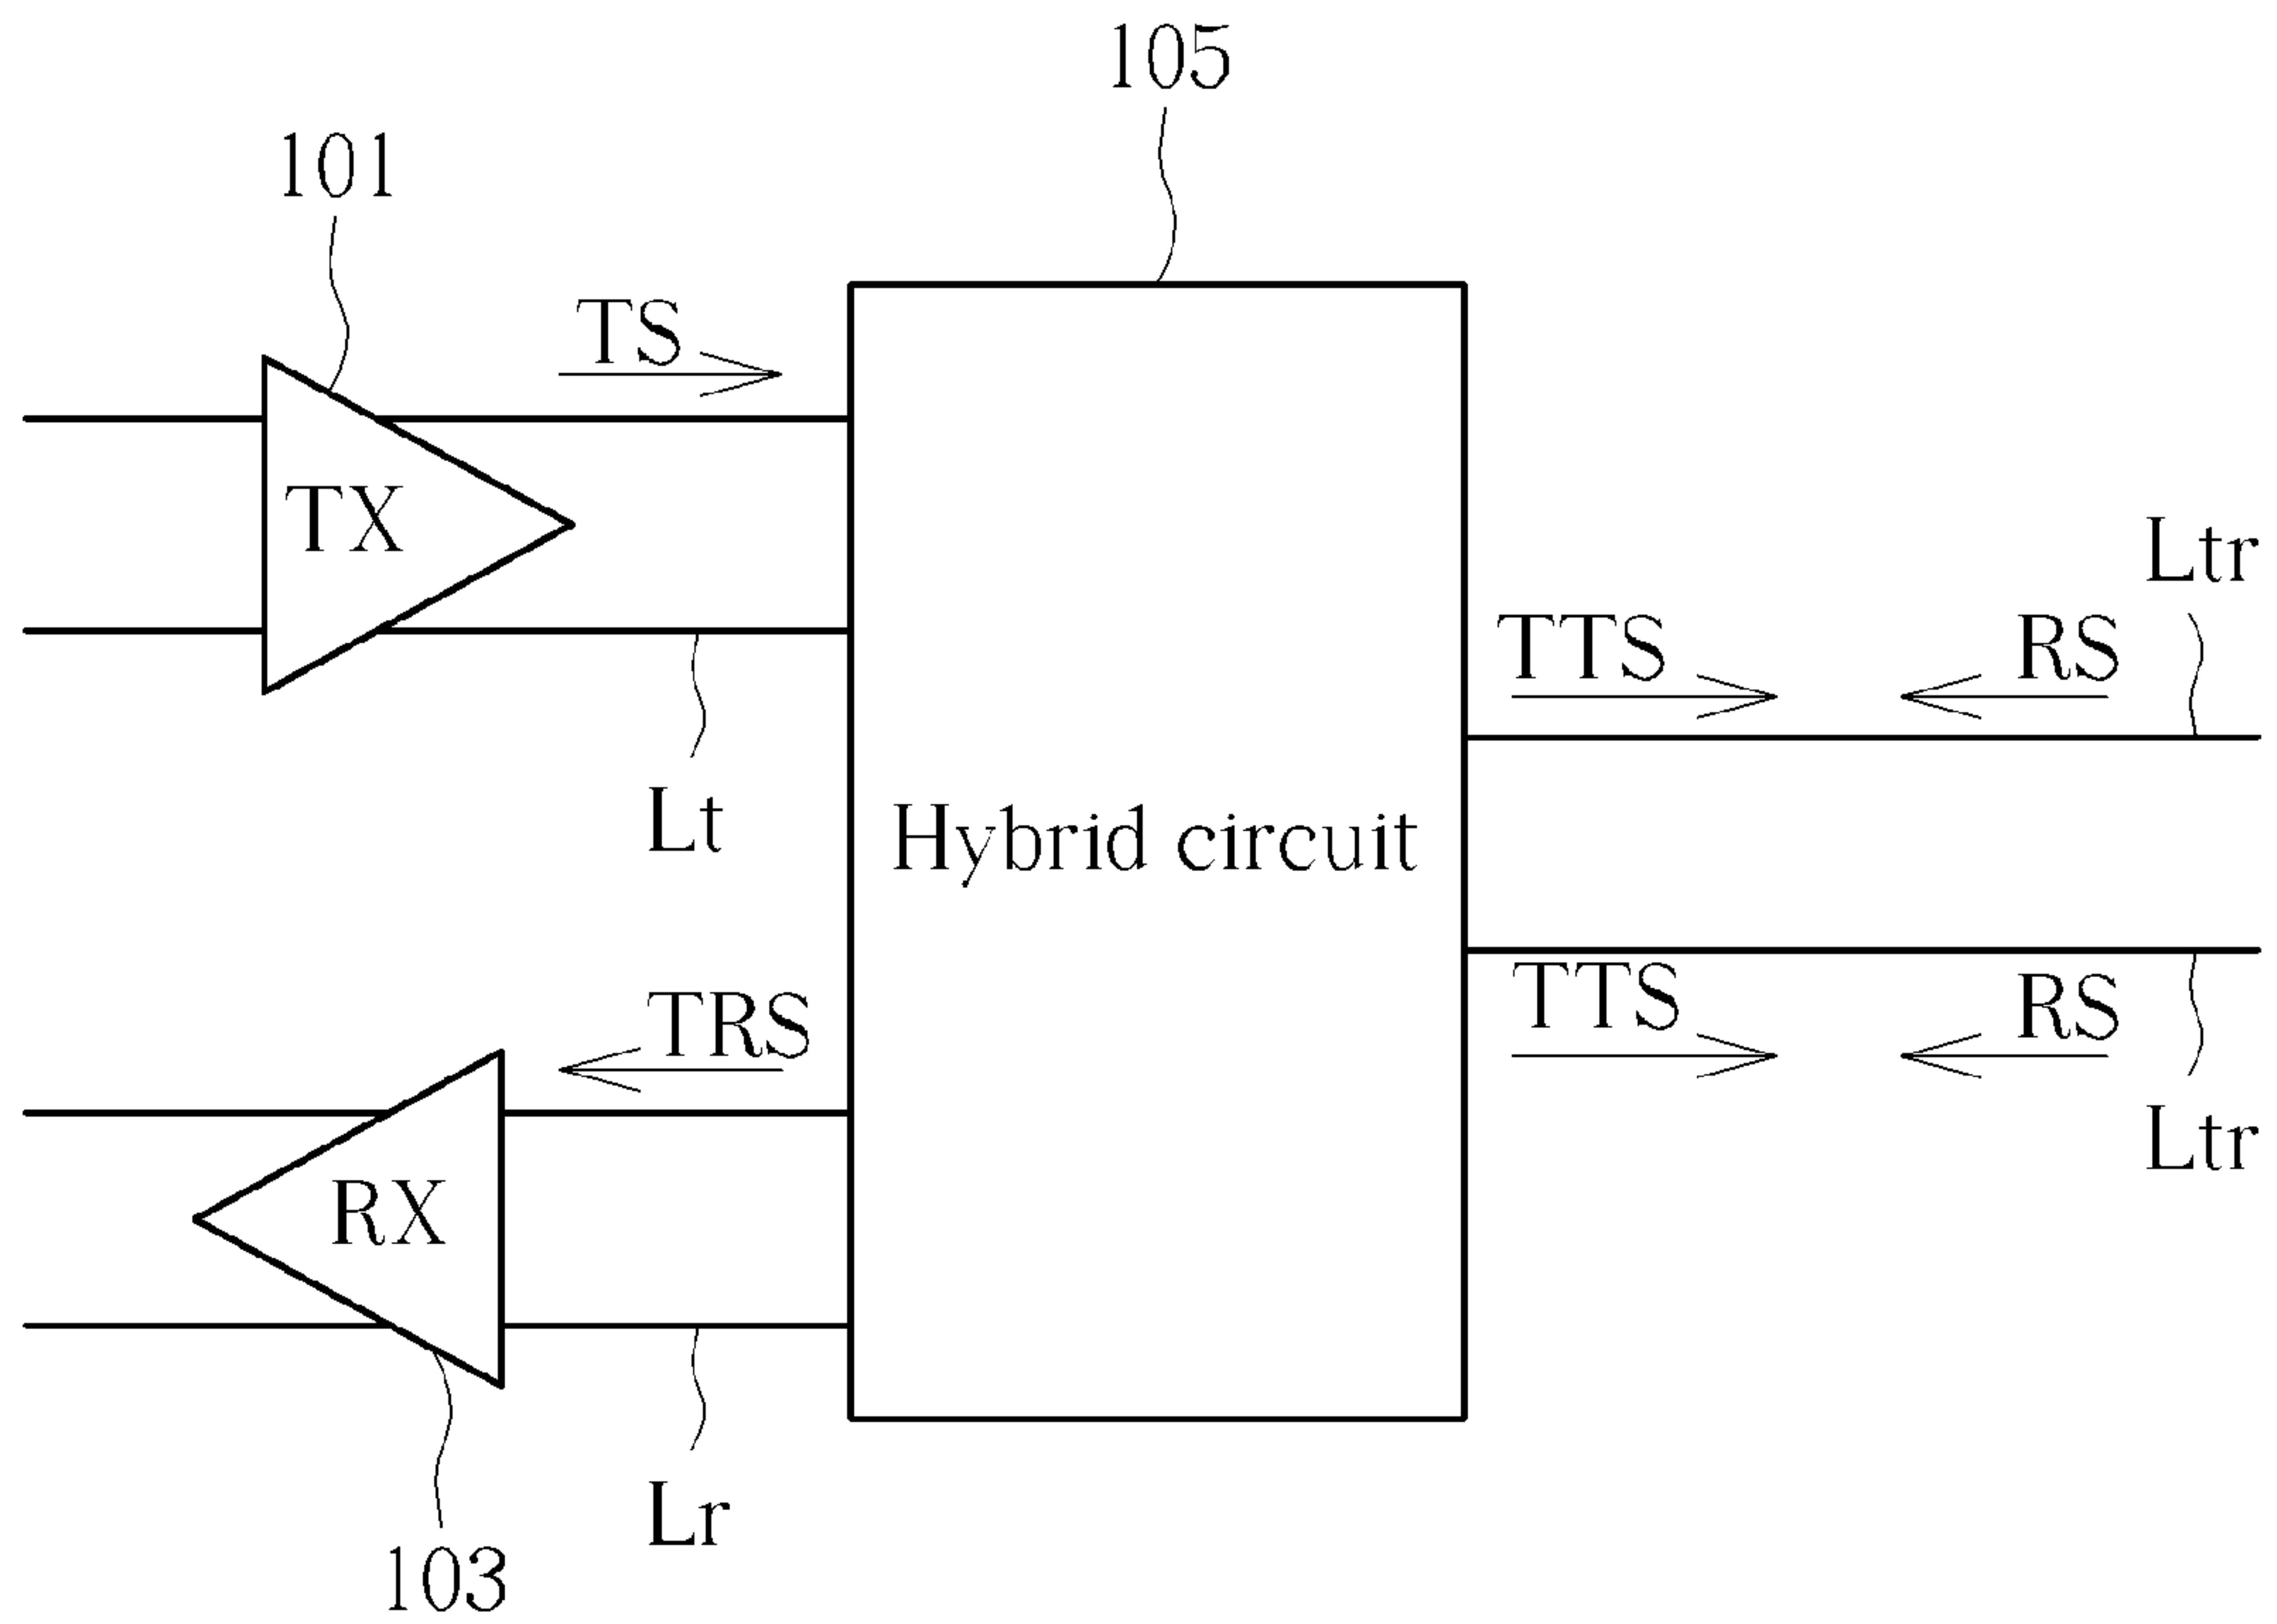 105
101
TS
TX
Ltr
TTS
RS
Lt
Hybrid circuit
TTS
RS
TRS
Ltr
RX
Lr
103